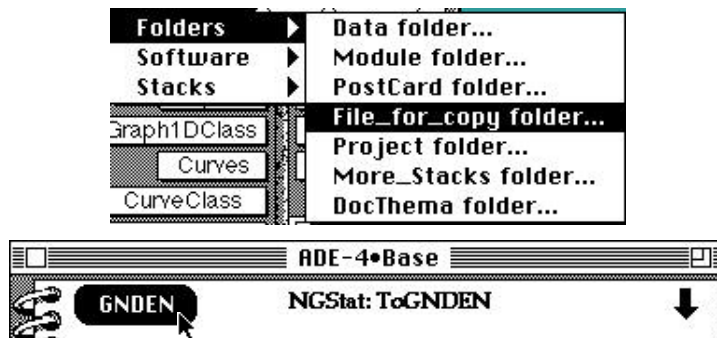 Folders
Software
Stacks
Data folder...
Module folder...
PostCard folder...
File_for_copy folder...
Project folder...
More_Stacks folder...
DocThema folder...
Graph1DClass
Curves
CurveClass
ADE-4•Base
GNDEN
NGStat: ToGNDEN